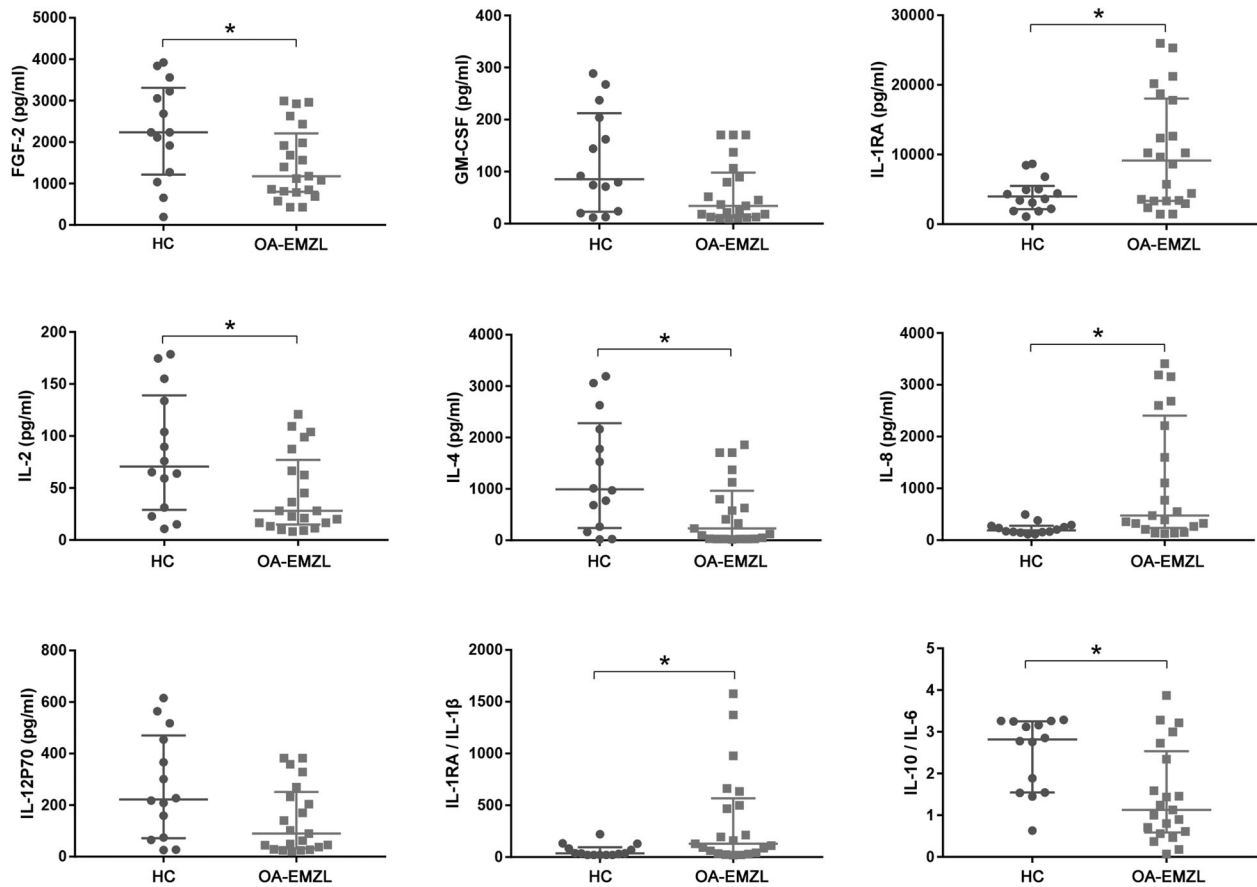 FGF-2 (pg/ml)
5000
4000
3000
2000
1000
0
*
HC
OA-EMZL
GM-CSF (pg/ml)
400
300
200
100
0
HC
OA-EMZL
IL-1RA (pg/ml)
30000
20000
10000
0
*
HC
OA-EMZL
IL-2 (pg/ml)
200
150
100
50
0
*
HC
OA-EMZL
IL-4 (pg/ml)
4000
3000
2000
1000
0
*
HC
OA-EMZL
IL-8 (pg/ml)
4000
3000
2000
1000
0
*
HC
OA-EMZL
IL-12P70 (pg/ml)
800
600
400
200
0
HC
OA-EMZL
IL-1RA / IL-1β
2000
1500
1000
500
0
*
HC
OA-EMZL
IL-10 / IL-6
5
4
3
2
1
0
*
HC
OA-EMZL